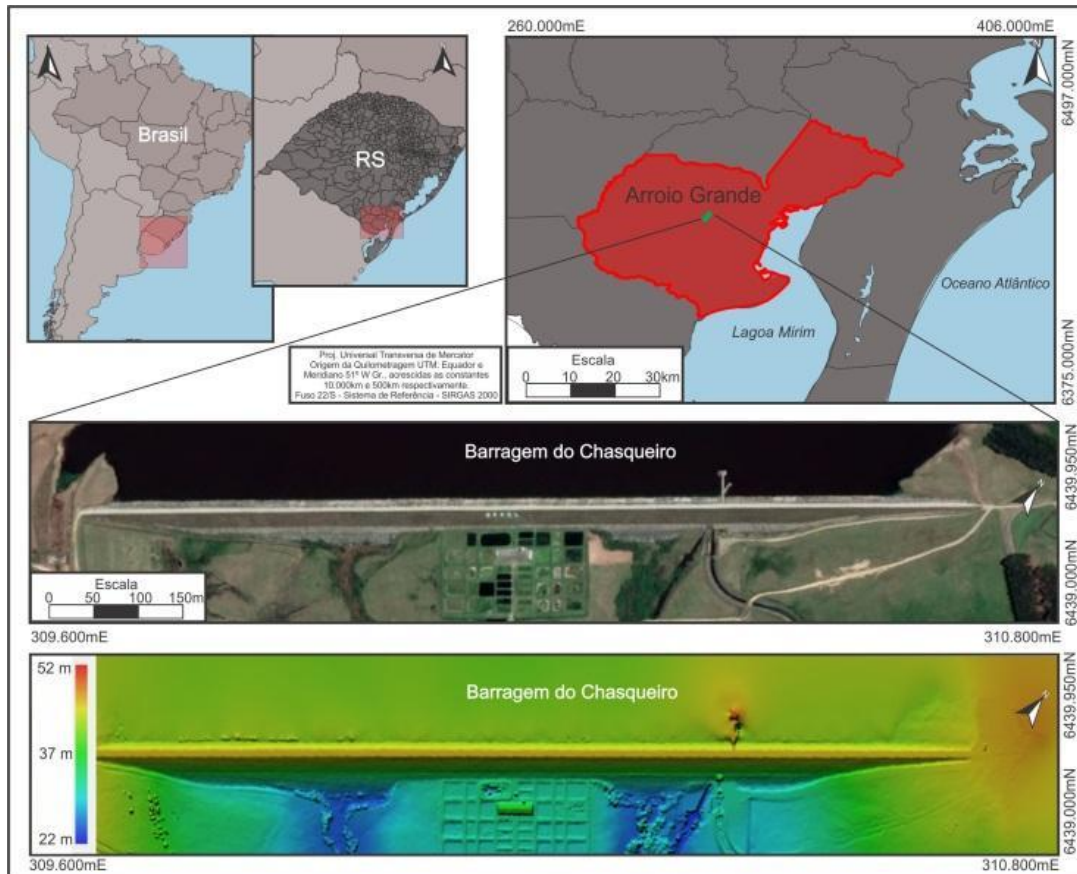 260.000mE
406.000mE
Brasil
RS
6497.000mN
Arroio Grande
Oceano Atlântico
Lagoa Mirim
6375.000mN
Proj. Universal Transversa de Mercator
Origem da Quilometragem UTM: Equador e
Meridiano 51º W Gr., acrescidas as constantes
10.000km e 500km respectivamente.
Fuso 22/S - Sistema de Referência - SIRGAS 2000
Escala
0 10 20 30km
Barragem do Chasqueiro
6439.950mN
Escala
0 50 100 150m
6439.000mN
309.600mE
310.800mE
52 m
Barragem do Chasqueiro
6439.950mN
37 m
22 m
6439.000mN
309.600mE
310.800mE